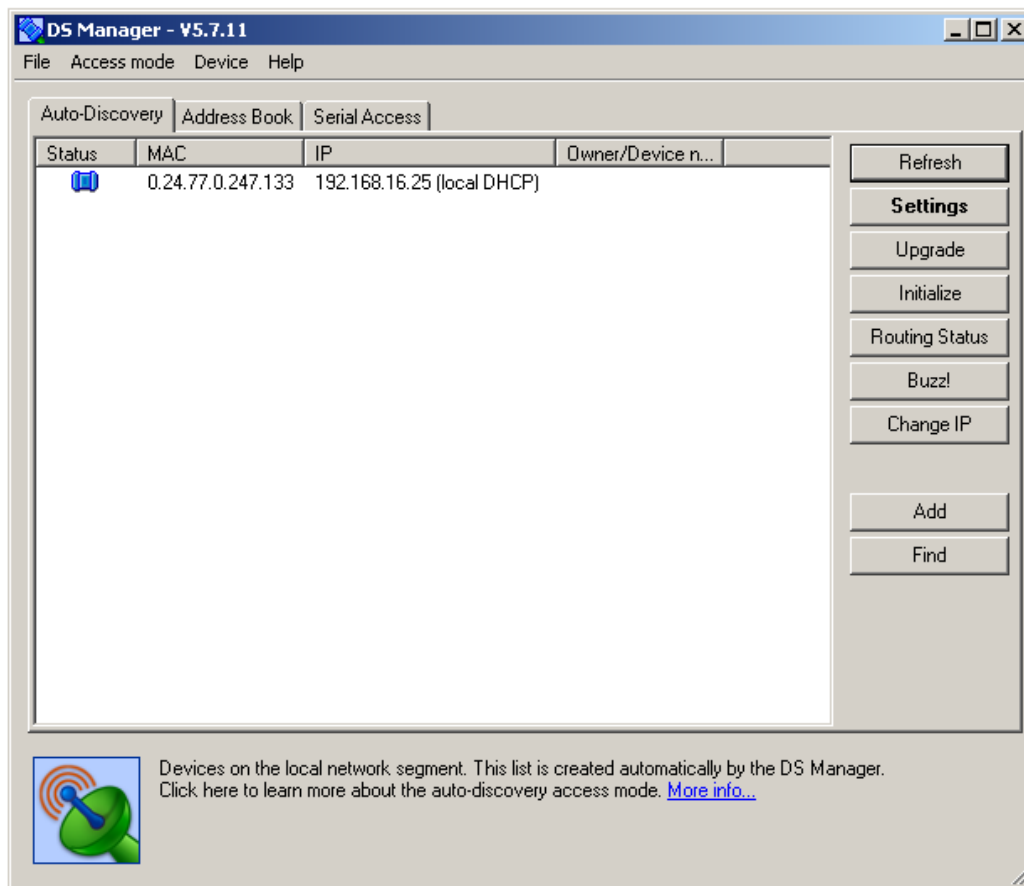 DS Manager - V5.7.11
File Access mode Device Help
Auto-Discovery Address Book Serial Access
Status MAC IP Owner/Device n...
0.24.77.0.247.133 192.168.16.25 (local DHCP)
Refresh
Settings
Upgrade
Initialize
Routing Status
Buzz!
Change IP
Add
Find
Devices on the local network segment. This list is created automatically by the DS Manager.
Click here to learn more about the auto-discovery access mode. More info...